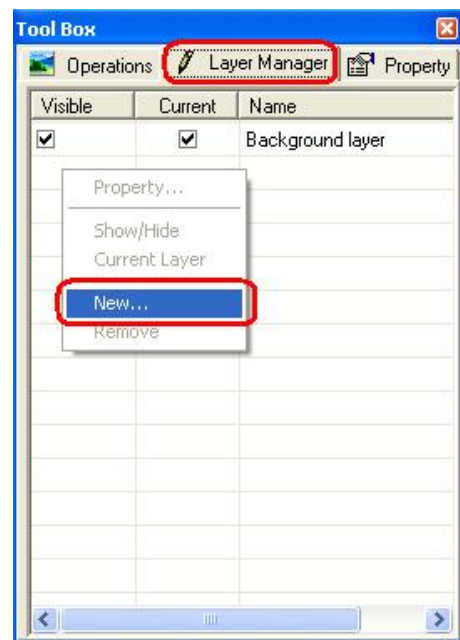 Tool Box
Operations Layer Manager Property
Visible Current Name
Background layer
Property...
Show/Hide
Current Layer
New...
Remove